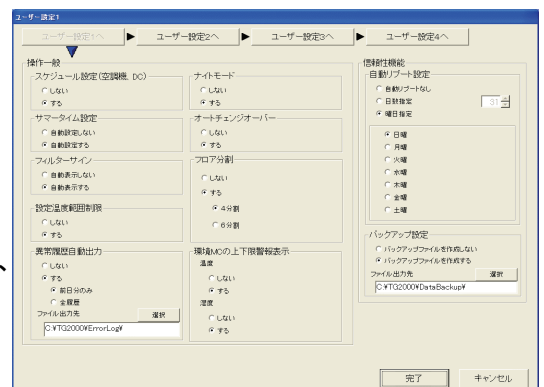 ユーザー設定1
ユーザー設定1へ
ユーザー設定2へ
ユーザー設定3へ
ユーザー設定4へ
操作一般
スケジュール設定(空調機, DC)
しない
する
サマータイム設定
自動設定しない
自動設定する
フィルターサイン
自動表示しない
自動表示する
設定温度範囲制限
しない
する
異常履歴自動出力
しない
する
前日分のみ
全履歴
ファイル出力先
選択
C:¥TG2000¥ErrorLog¥
ナイトモード
しない
する
オートチェンジオーバー
しない
する
フロア分割
しない
する
4分割
6分割
環境MCの上下限警報表示
温度
しない
する
湿度
しない
する
信頼性機能
自動リブート設定
自動リブートなし
日数指定
31
曜日指定
日曜
月曜
火曜
水曜
木曜
金曜
土曜
バックアップ設定
バックアップファイルを作成しない
バックアップファイルを作成する
ファイル出力先
選択
C:¥TG2000¥DataBackup¥
完了
キャンセル